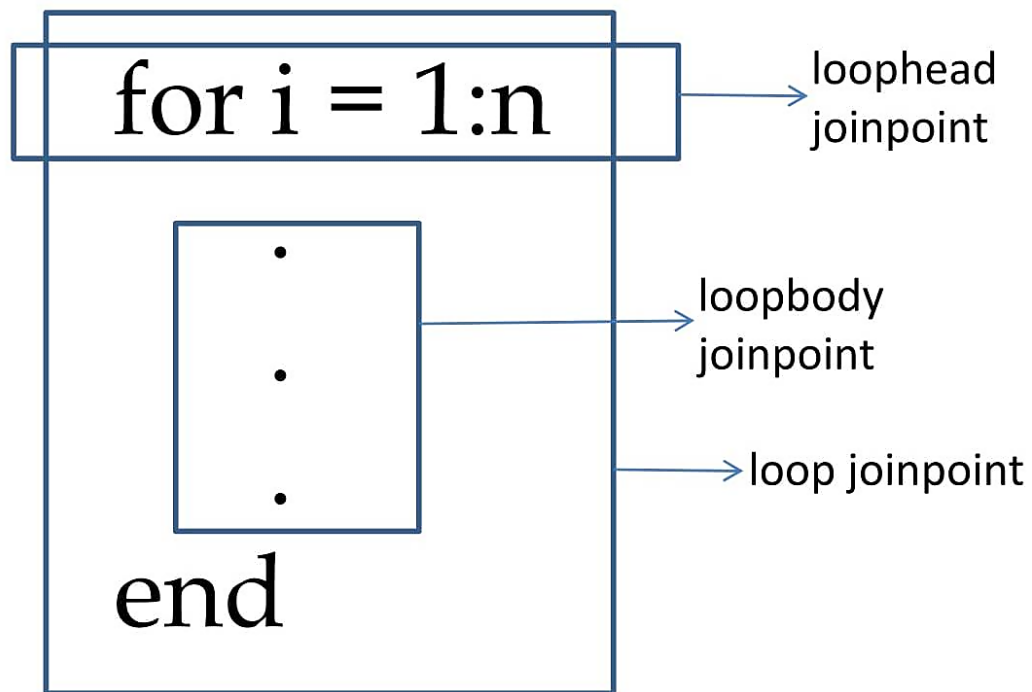 for i = 1:n
loophead
joinpoint
.
loopbody
joinpoint
.
loop joinpoint
.
end